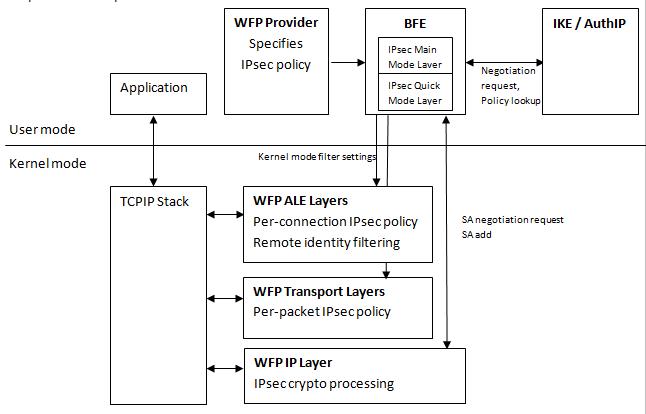 WFP Provider
Specifies
IPsec policy
BFE
IPsec Main
Mode Layer
IPsec Quick
Mode Layer
IKE / AuthIP
Negotiation
request,
Policy lookup
Application
User mode
Kernel mode
Kernel mode filter settings
TCPIP Stack
WFP ALE Layers
Per-connection IPsec policy
Remote identity filtering
SA negotiation request
SA add
WFP Transport Layers
Per-packet IPsec policy
WFP IP Layer
IPsec crypto processing